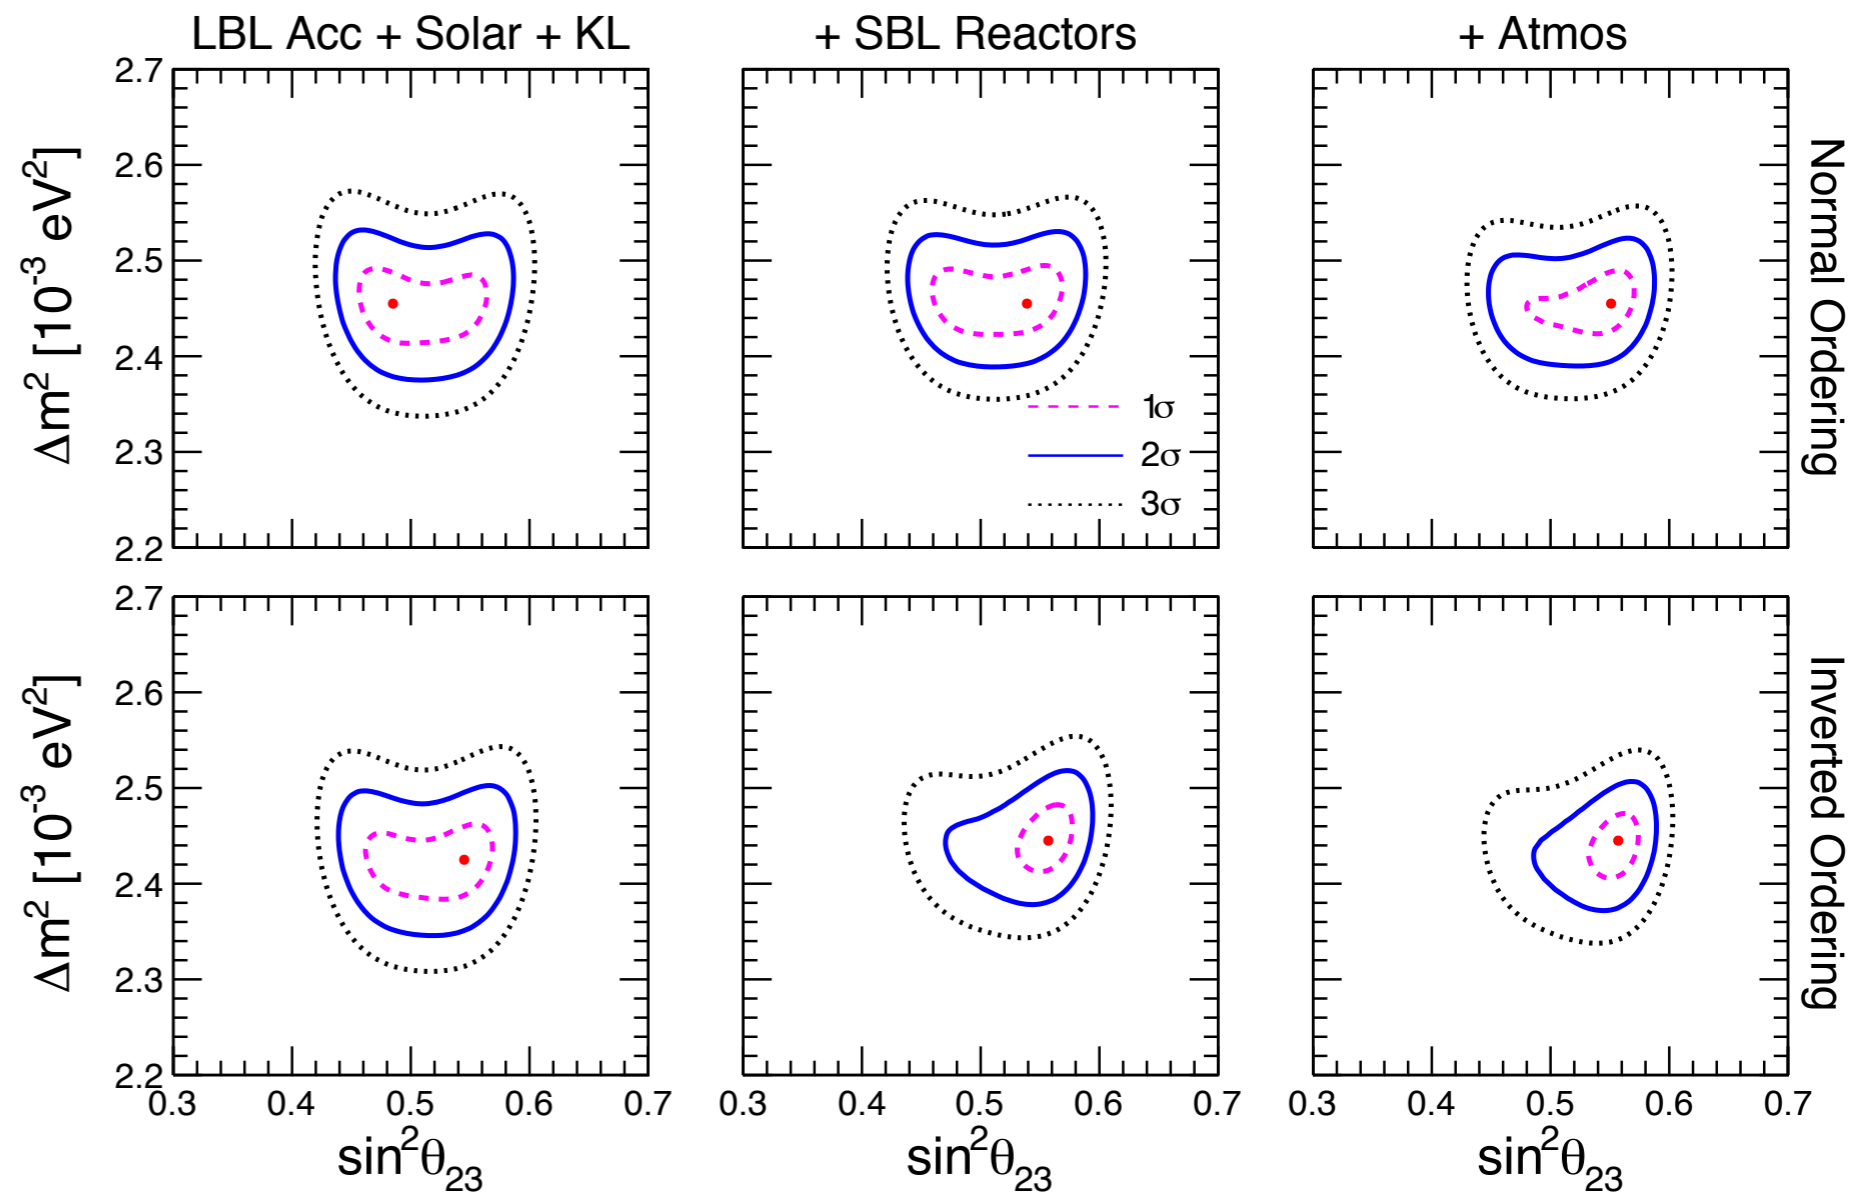 LBL Acc + Solar + KL
+ SBL Reactors
+ Atmos
2.7
2.6
2.5
2.4
2.3
2.2
Δm² [10⁻³ eV²]
1σ
2σ
3σ
Normal Ordering
2.7
2.6
2.5
2.4
2.3
2.2
Δm² [10⁻³ eV²]
Inverted Ordering
0.3 0.4 0.5 0.6 0.7
0.3 0.4 0.5 0.6 0.7
0.3 0.4 0.5 0.6 0.7
sin²θ₂₃
sin²θ₂₃
sin²θ₂₃